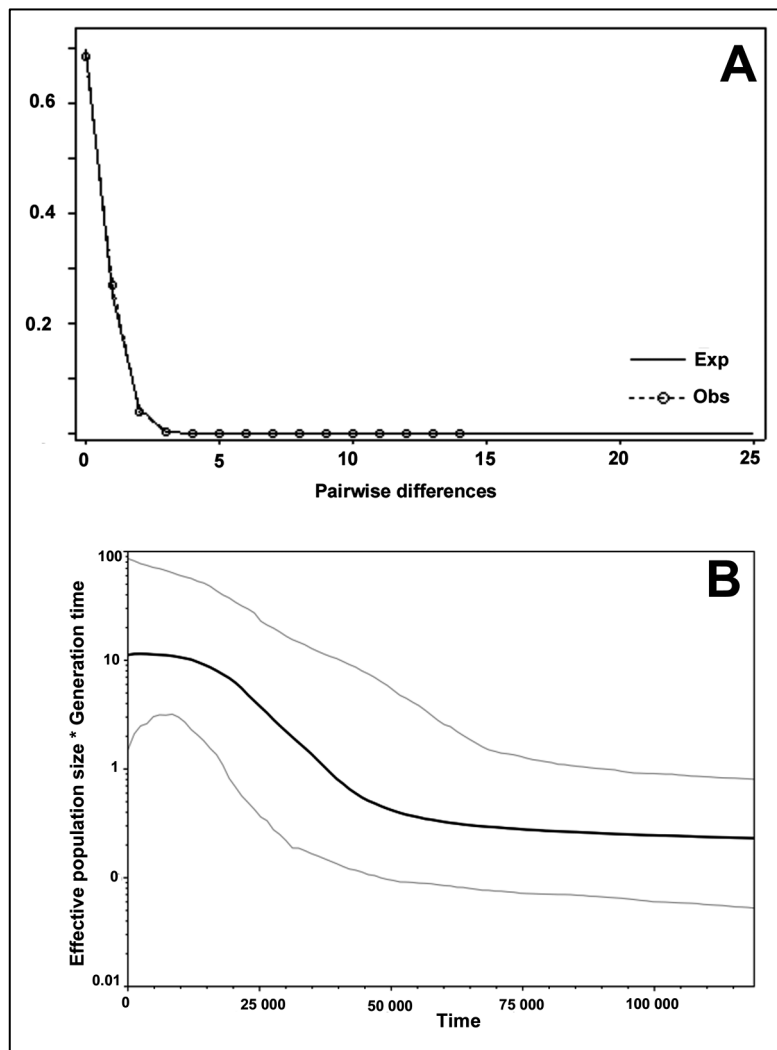 A
0.6
0.4
0.2
Exp
Obs
0 5 10 15 20 25
Pairwise differences
B
Effective population size * Generation time
100
10
1
0
0.01
0 25 000 50 000 75 000 100 000
Time